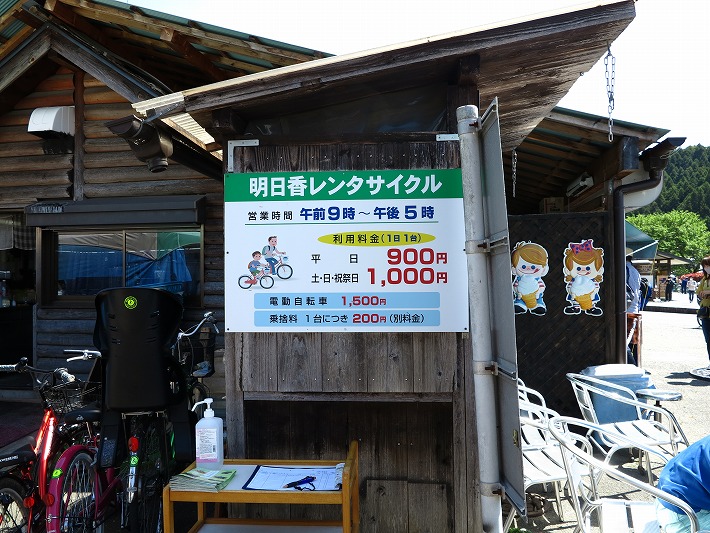 明日香レンタサイクル
営業時間 午前9時～午後5時
利用料金(1日1台)
平日 900円
土・日・祝祭日 1,000円
電動自転車 1,500円
乗捨料 1台につき 200円(別料金)